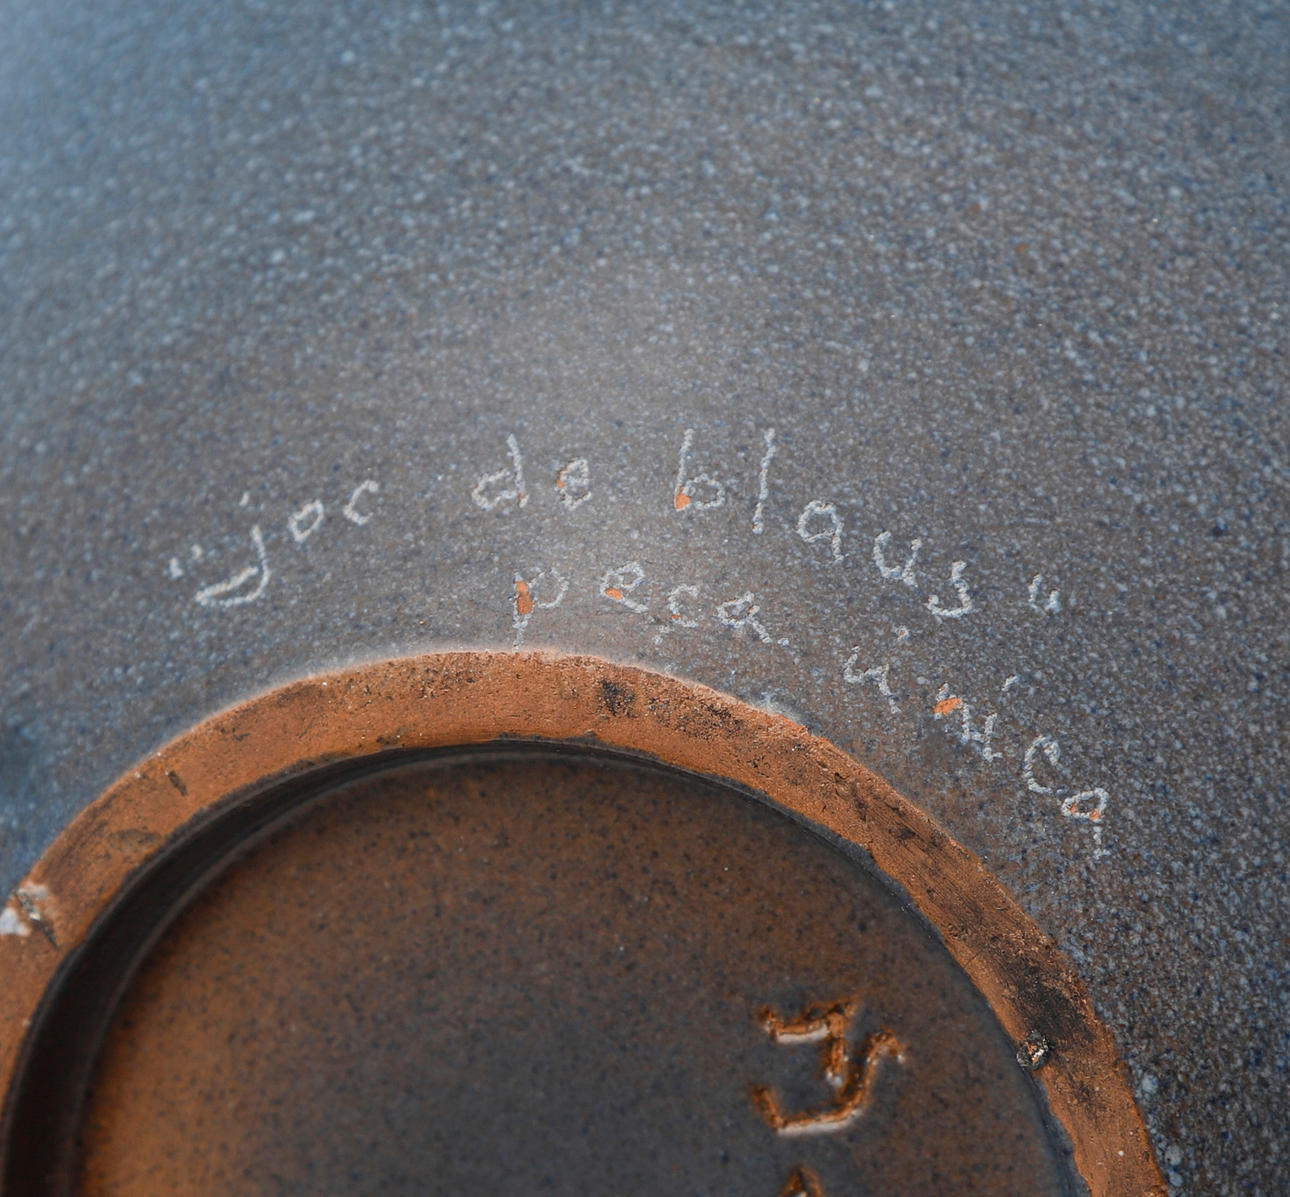 "joc de blaus"
peça única